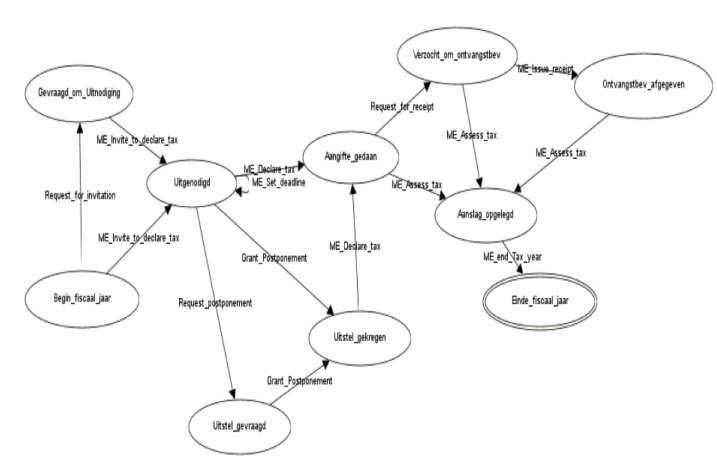 Verzocht_om_ontvangstbev
ME_Issue_receipt
Ontvangstbev_afgegeven
Gevraagd_om_Uitnodiging
Request_for_receipt
ME_Invite_to_declare_tax
ME_Assess_tax
Aangifte_gedaan
ME_Assess_tax
ME_Declare_tax
Uitgenodigd
ME_Set_deadline
ME_Assess_tax
Request_for_invitation
Aanslag_opgelegd
ME_Invite_to_declare_tax
ME_Declare_tax
Grant_Postponement
ME_end_Tax_year
Begin_fiscaal_jaar
Request_postponement
Einde_fiscaal_jaar
Uitstel_gekregen
Grant_Postponement
Uitstel_gevraagd